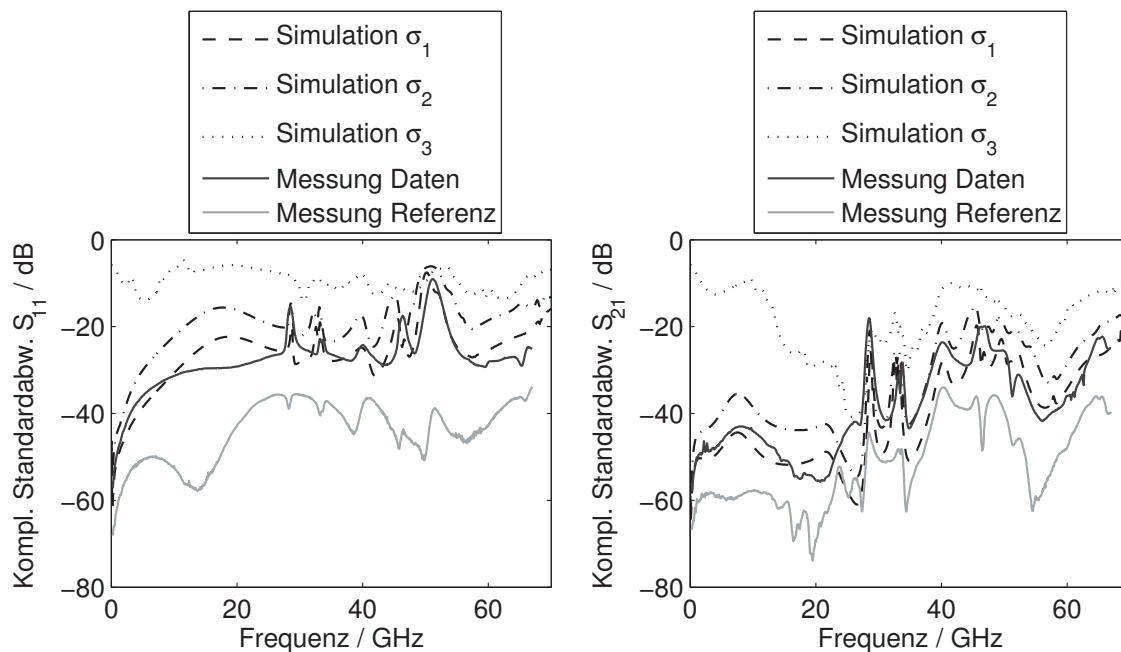 Simulation σ1
Simulation σ2
Simulation σ3
Messung Daten
Messung Referenz
0
−20
−40
−60
−80
0
20
40
60
Frequenz / GHz
Kompl. Standardabw. S11 / dB
Simulation σ1
Simulation σ2
Simulation σ3
Messung Daten
Messung Referenz
0
−20
−40
−60
−80
0
20
40
60
Frequenz / GHz
Kompl. Standardabw. S21 / dB